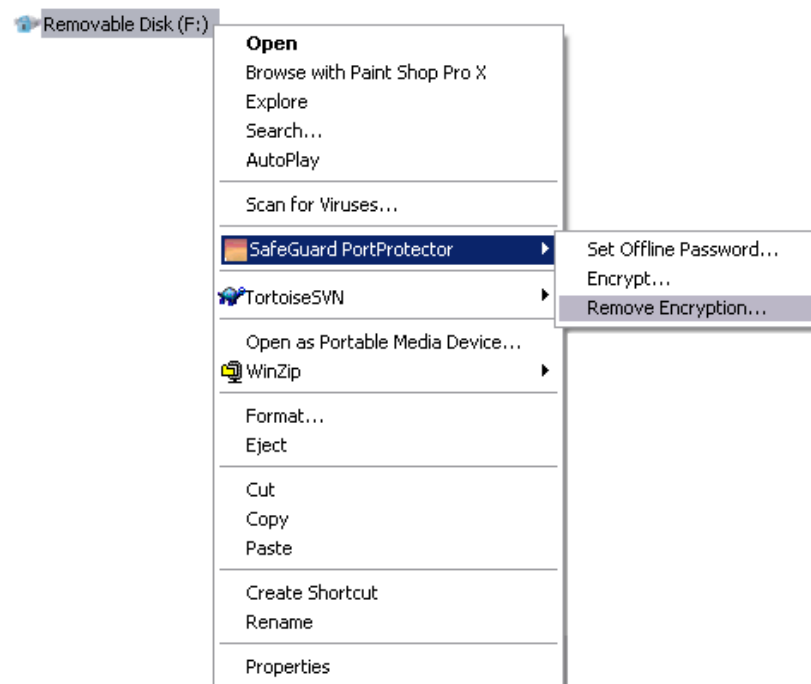 Removable Disk (F:)
Open
Browse with Paint Shop Pro X
Explore
Search...
AutoPlay
Scan for Viruses...
SafeGuard PortProtector
Set Offline Password...
Encrypt...
Remove Encryption...
TortoiseSVN
Open as Portable Media Device...
WinZip
Format...
Eject
Cut
Copy
Paste
Create Shortcut
Rename
Properties